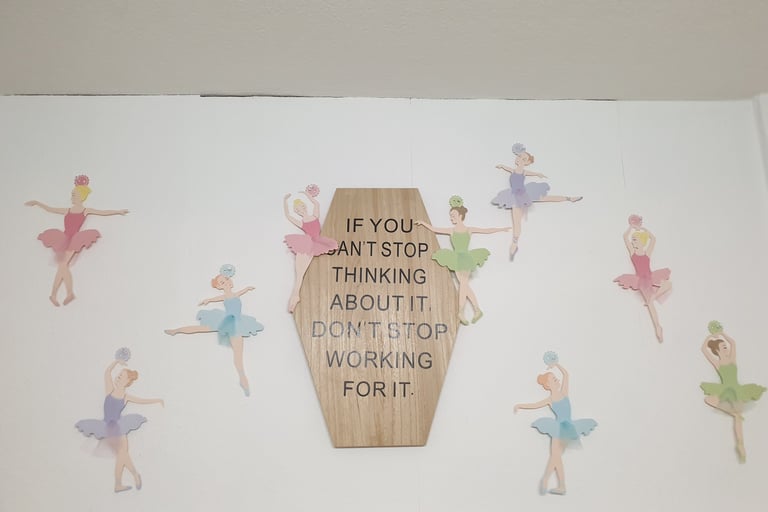 IF YOU
CAN'T STOP
THINKING
ABOUT IT.
DON'T STOP
WORKING
FOR IT.